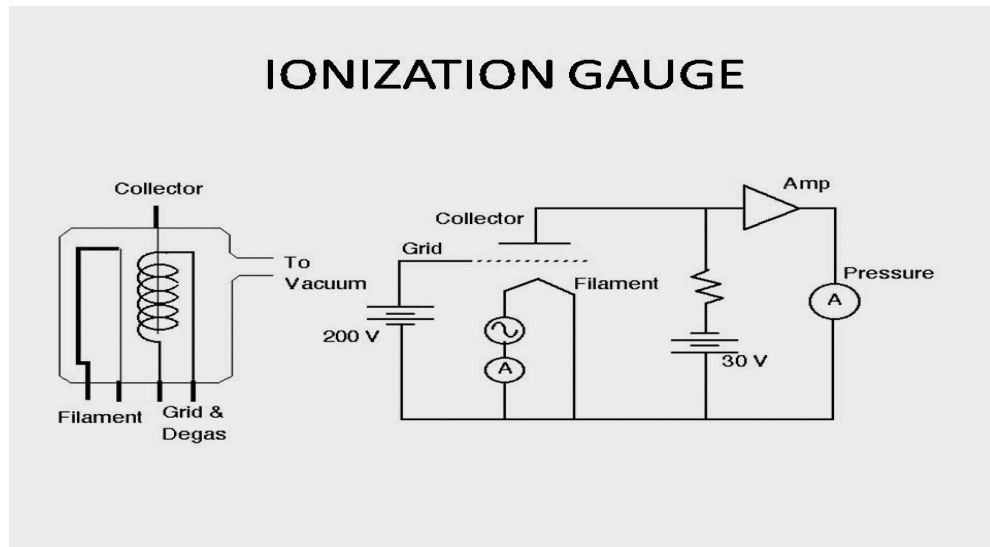 IONIZATION GAUGE
Collector
To
Vacuum
Filament
Grid &
Degas
Collector
Grid
Filament
200 V
A
30 V
Amp
Pressure
A